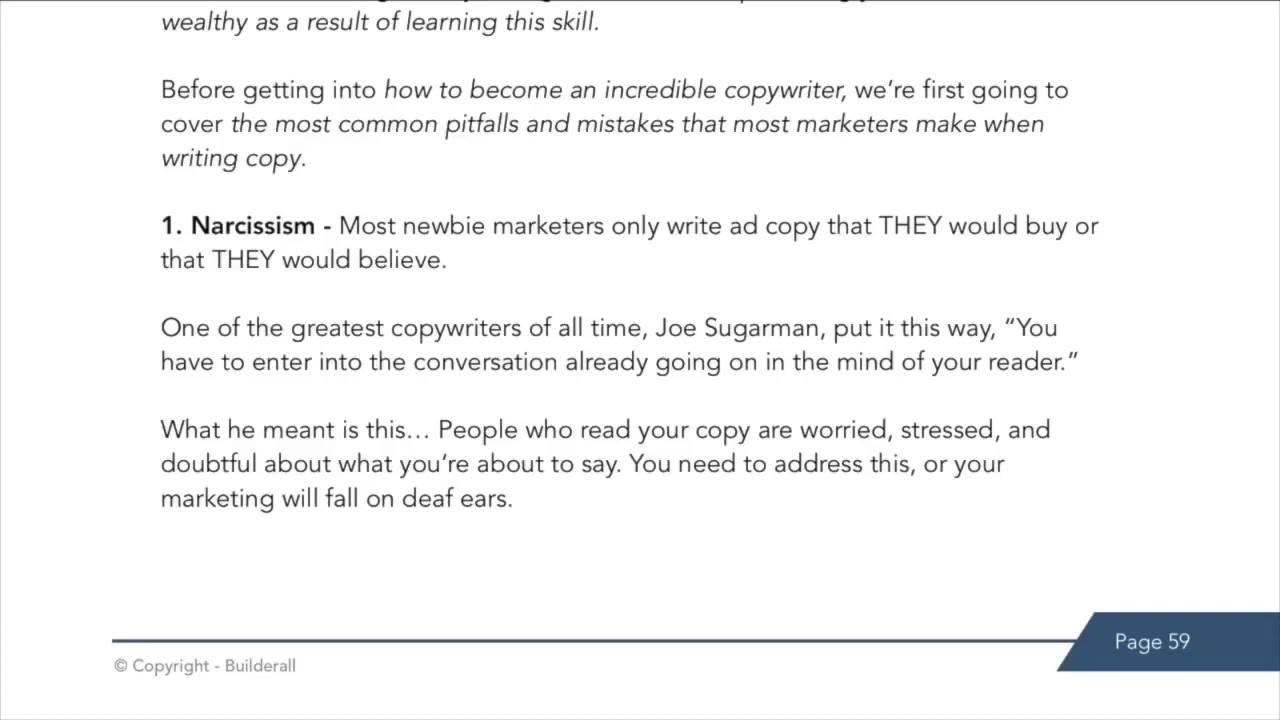 wealthy as a result of learning this skill.
Before getting into how to become an incredible copywriter, we’re first going to
cover the most common pitfalls and mistakes that most marketers make when
writing copy.
1. Narcissism - Most newbie marketers only write ad copy that THEY would buy or
that THEY would believe.
One of the greatest copywriters of all time, Joe Sugarman, put it this way, “You
have to enter into the conversation already going on in the mind of your reader.”
What he meant is this… People who read your copy are worried, stressed, and
doubtful about what you’re about to say. You need to address this, or your
marketing will fall on deaf ears.
Page 59
© Copyright - Builderall